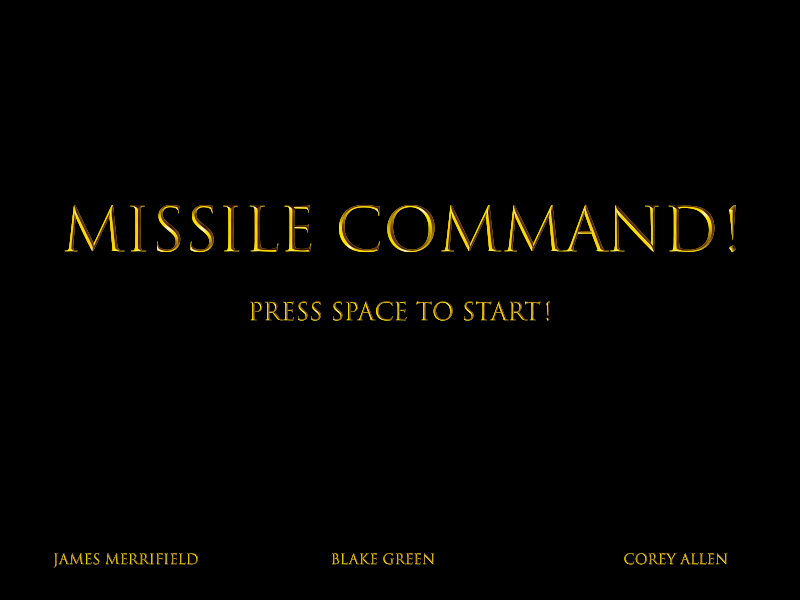 MISSILE COMMAND!
PRESS SPACE TO START!
JAMES MERRIFIELD BLAKE GREEN COREY ALLEN